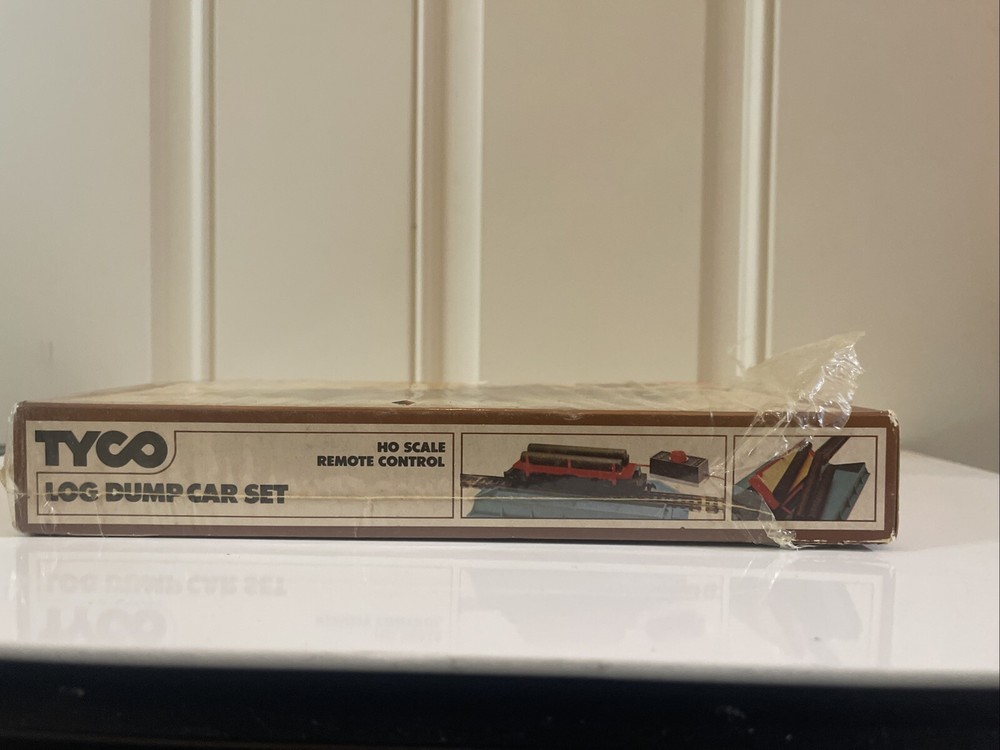 TYCO
HO SCALE
REMOTE CONTROL
LOG DUMP CAR SET